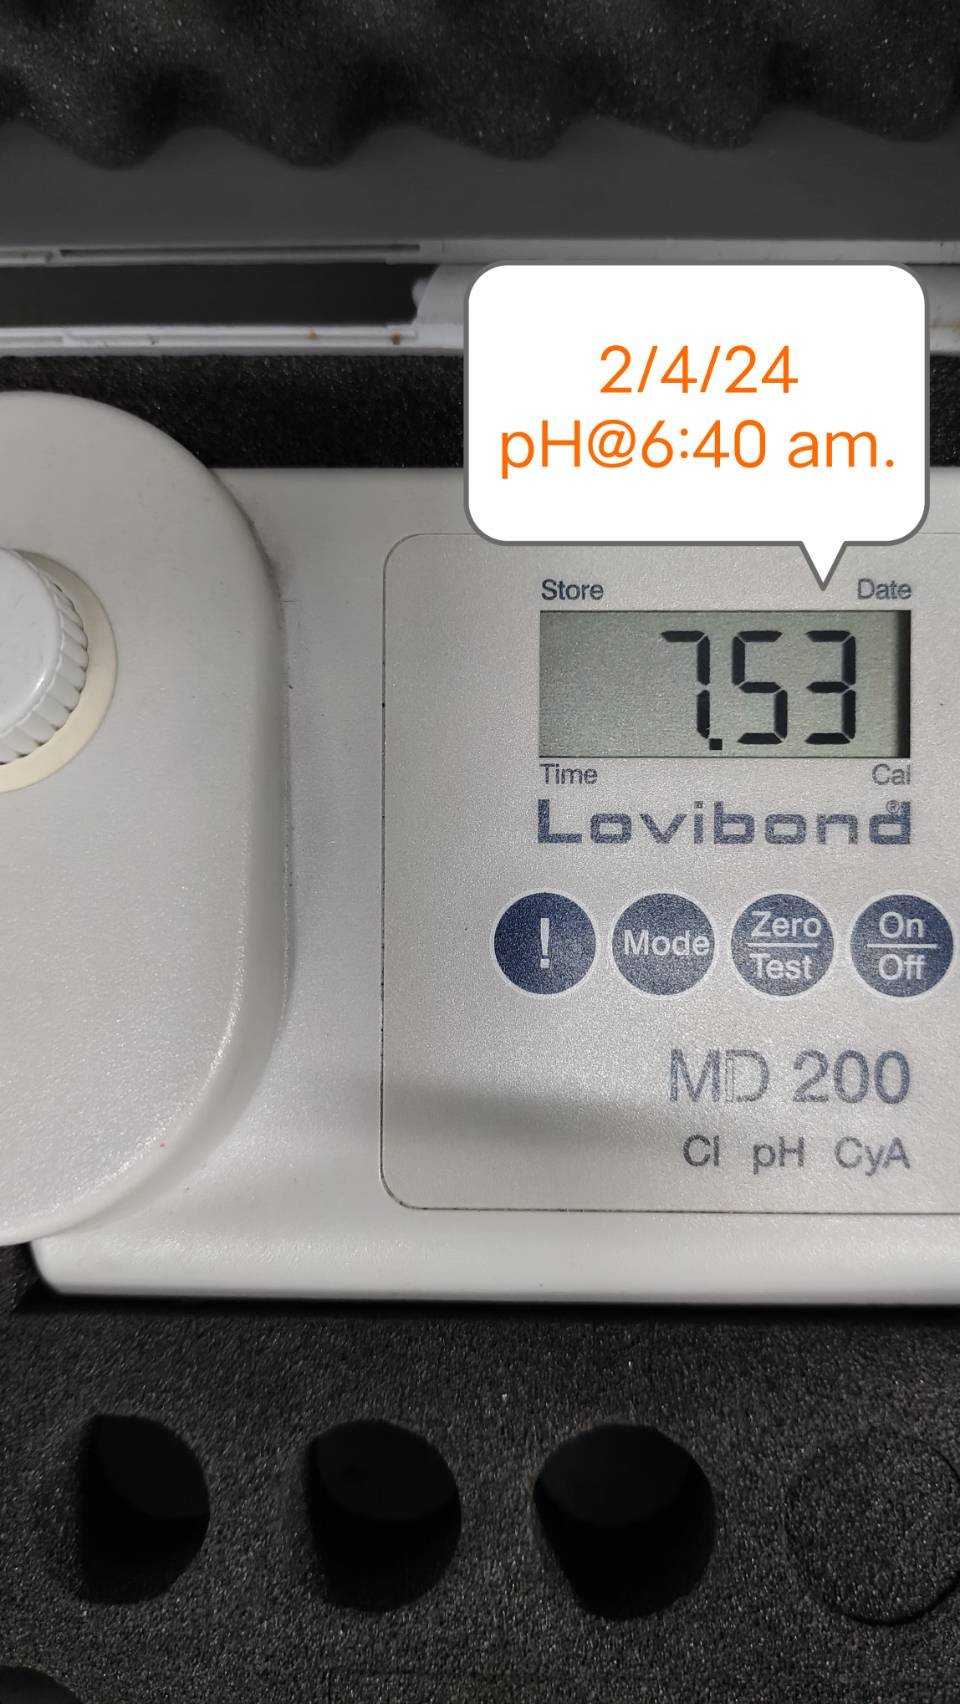 2/4/24
pH@6:40 am.
Store Date
7.53
Time Cal
Lovibond®
! Mode Zero Test On Off
MD 200
Cl pH CyA